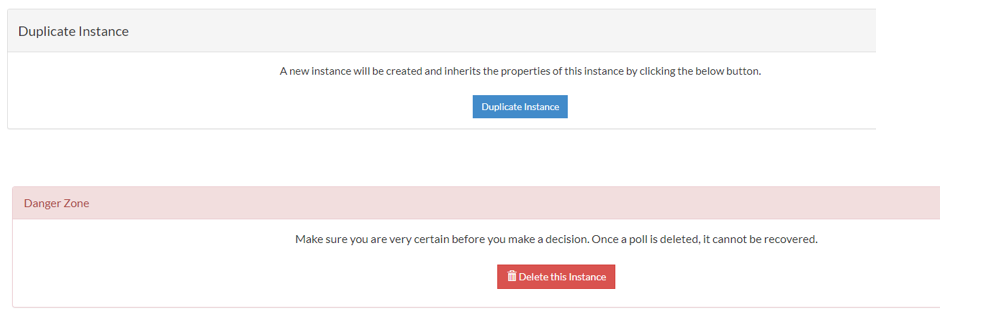 Duplicate Instance
A new instance will be created and inherits the properties of this instance by clicking the below button.
Duplicate Instance
Danger Zone
Make sure you are very certain before you make a decision. Once a poll is deleted, it cannot be recovered.
Delete this Instance